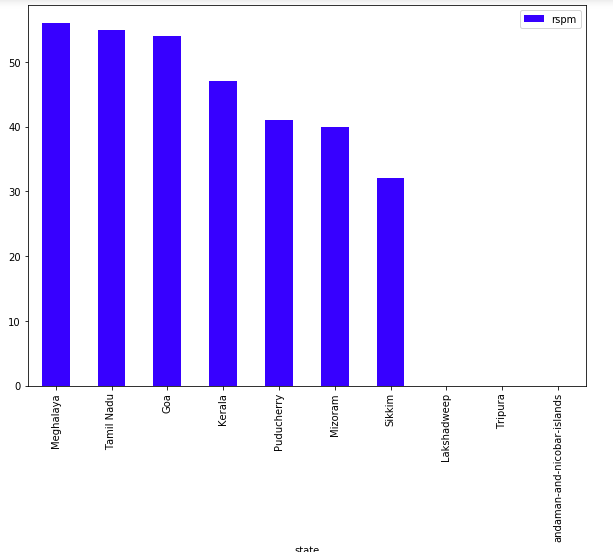 rspm
50
40
30
20
10
0
Meghalaya
Tamil Nadu
Goa
Kerala
Puducherry
Mizoram
Sikkim
Lakshadweep
Tripura
andaman-and-nicobar-islands
state